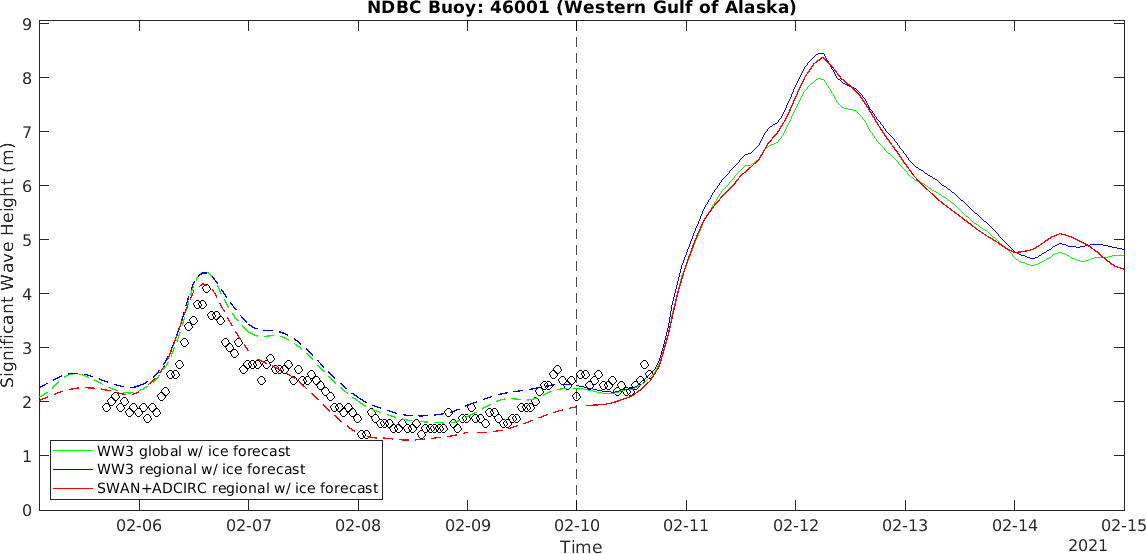 NDBC Buoy: 46001 (Western Gulf of Alaska)
9
8
7
6
5
4
3
2
1
0
Significant Wave Height (m)
WW3 global w/ ice forecast
WW3 regional w/ ice forecast
SWAN+ADCIRC regional w/ ice forecast
02-06 02-07 02-08 02-09 02-10 02-11 02-12 02-13 02-14 02-15
Time
2021